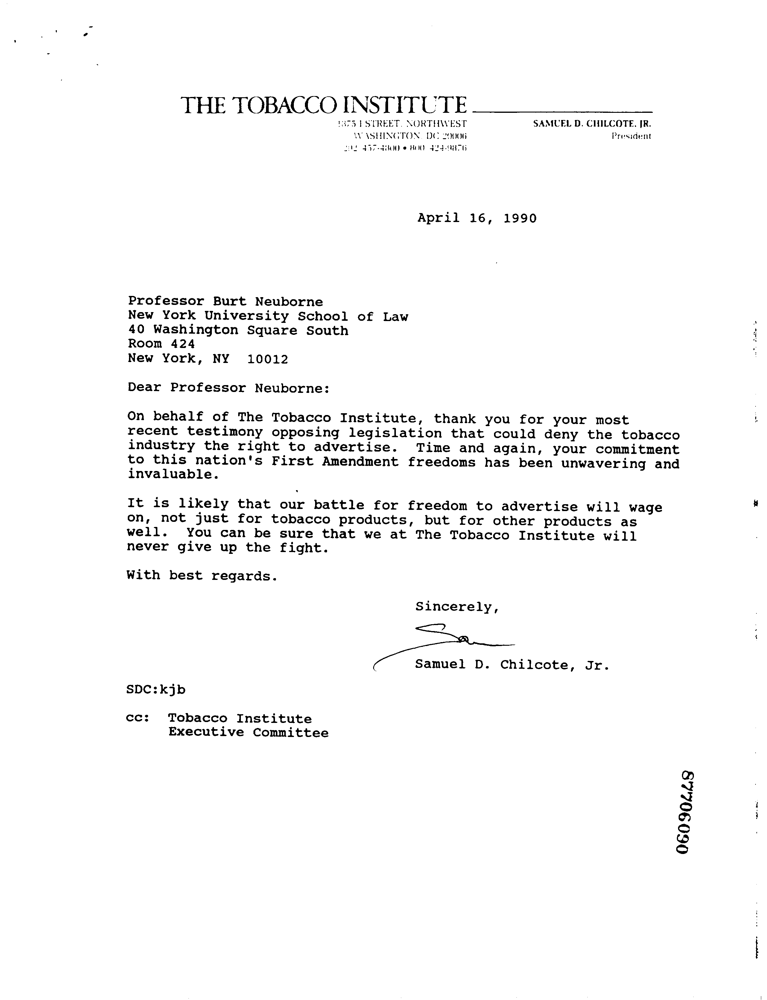 THE TOBACCO INSTITUTE
1875 I STREET, NORTHWEST
WASHINGTON, DC 20006
202 457-4800 • 800 424-9876
SAMUEL D. CHILCOTE, JR.
President
April 16, 1990
Professor Burt Neuborne
New York University School of Law
40 Washington Square South
Room 424
New York, NY 10012
Dear Professor Neuborne:
On behalf of The Tobacco Institute, thank you for your most
recent testimony opposing legislation that could deny the tobacco
industry the right to advertise. Time and again, your commitment
to this nation's First Amendment freedoms has been unwavering and
invaluable.
It is likely that our battle for freedom to advertise will wage
on, not just for tobacco products, but for other products as
well. You can be sure that we at The Tobacco Institute will
never give up the fight.
With best regards.
Sincerely,
Sam
Samuel D. Chilcote, Jr.
SDC:kjb
cc: Tobacco Institute
Executive Committee
87706090